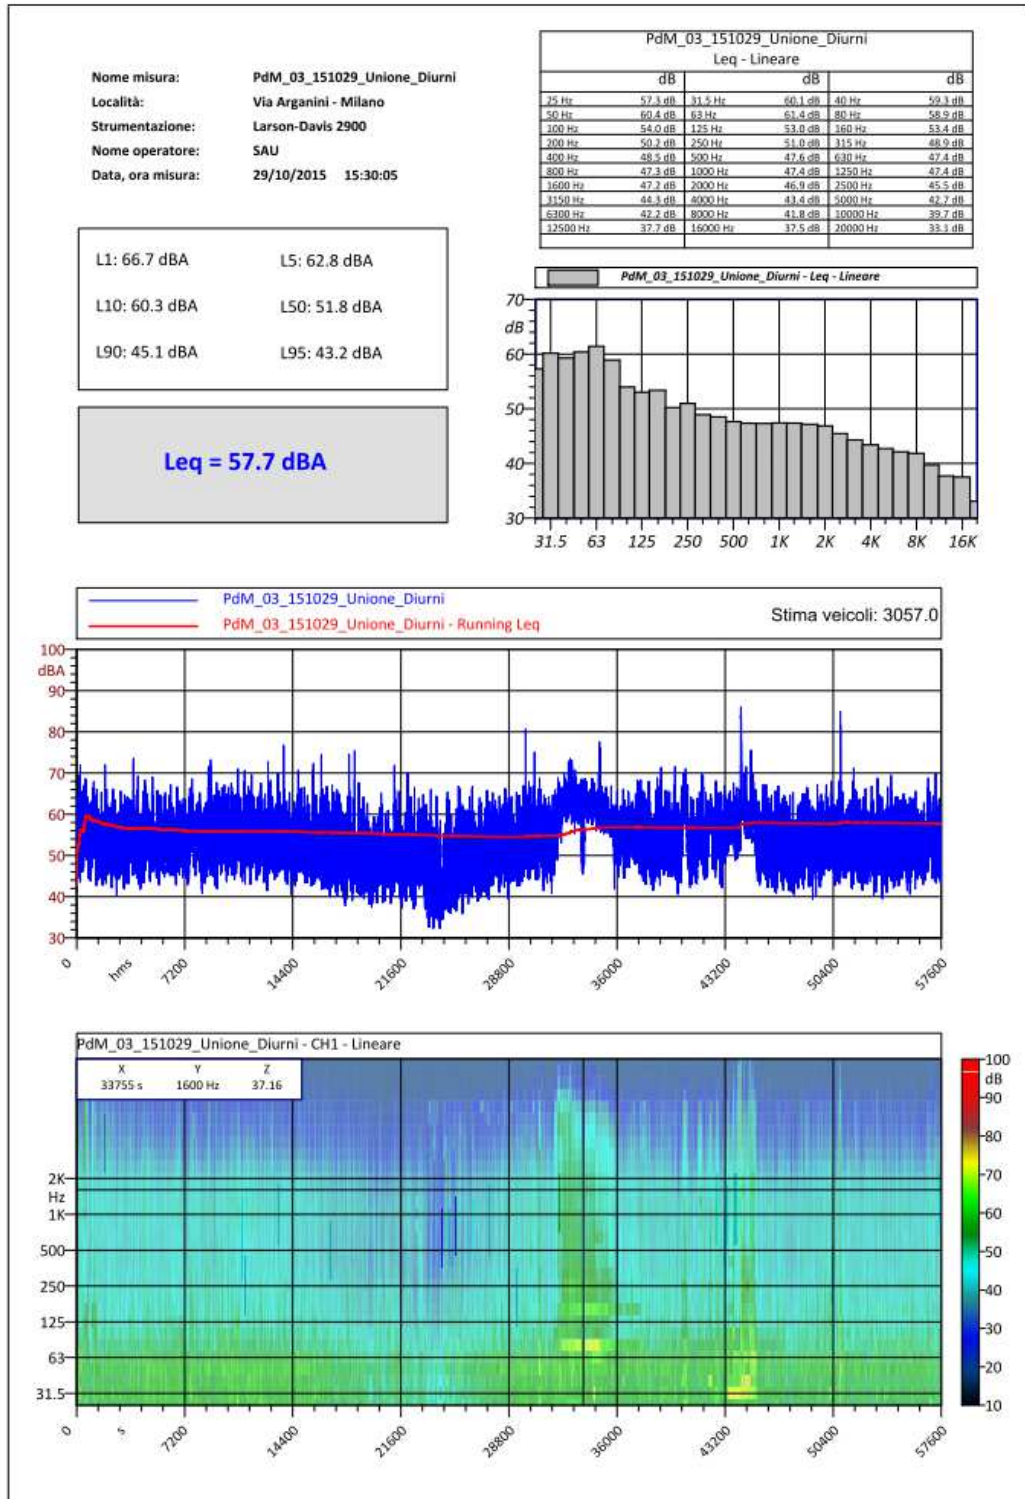 Nome misura: PdM_03_151029_Unione_Diurni
Località: Via Arganini - Milano
Strumentazione: Larson-Davis 2900
Nome operatore: SAU
Data, ora misura: 29/10/2015 15:30:05
PdM_03_151029_Unione_Diurni
Leq - Lineare
dB dB dB
25 Hz 57.3 dB 31.5 Hz 60.1 dB 40 Hz 59.3 dB
50 Hz 60.4 dB 63 Hz 61.4 dB 80 Hz 58.9 dB
100 Hz 54.0 dB 125 Hz 53.0 dB 160 Hz 53.4 dB
200 Hz 50.2 dB 250 Hz 51.0 dB 315 Hz 48.9 dB
400 Hz 48.5 dB 500 Hz 47.6 dB 630 Hz 47.4 dB
800 Hz 47.3 dB 1000 Hz 47.4 dB 1250 Hz 47.4 dB
1600 Hz 47.2 dB 2000 Hz 46.9 dB 2500 Hz 45.5 dB
3150 Hz 44.3 dB 4000 Hz 43.4 dB 5000 Hz 42.7 dB
6300 Hz 42.2 dB 8000 Hz 41.8 dB 10000 Hz 39.7 dB
12500 Hz 37.7 dB 16000 Hz 37.5 dB 20000 Hz 33.1 dB
L1: 66.7 dBA L5: 62.8 dBA
L10: 60.3 dBA L50: 51.8 dBA
L90: 45.1 dBA L95: 43.2 dBA
Leq = 57.7 dBA
PdM_03_151029_Unione_Diurni - Leq - Lineare
70
dB
60
50
40
30
31.5 63 125 250 500 1K 2K 4K 8K 16K
PdM_03_151029_Unione_Diurni
PdM_03_151029_Unione_Diurni - Running Leq
Stima veicoli: 3057.0
100
dBA
90
80
70
60
50
40
30
0 hms 7200 14400 21600 28800 36000 43200 50400 57600
PdM_03_151029_Unione_Diurni - CH1 - Lineare
X Y Z
33755 s 1600 Hz 37.16
2K
Hz
1K
500
250
125
63
31.5
0 s 7200 14400 21600 28800 36000 43200 50400 57600
100
dB
90
80
70
60
50
40
30
20
10